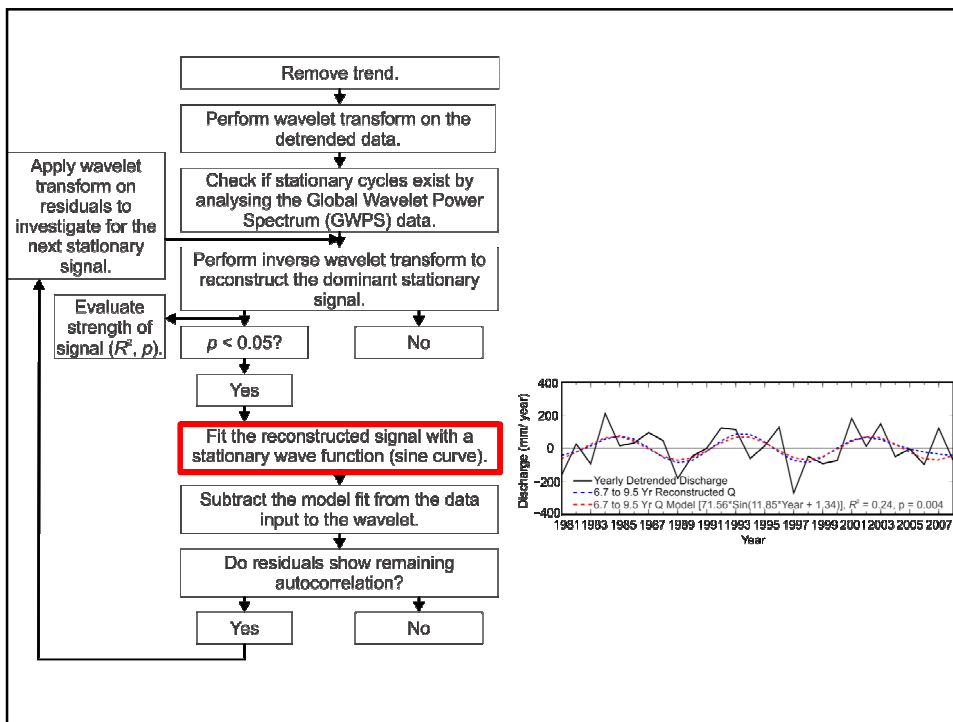 Remove trend.
Perform wavelet transform on the
detrended data.
Apply wavelet
transform on
residuals to
investigate for the
next stationary
signal.
Check if stationary cycles exist by
analysing the Global Wavelet Power
Spectrum (GWPS) data.
Perform inverse wavelet transform to
reconstruct the dominant stationary
signal.
Evaluate
strength of
signal (R², p).
p < 0.05?
No
Yes
Fit the reconstructed signal with a
stationary wave function (sine curve).
Subtract the model fit from the data
input to the wavelet.
Do residuals show remaining
autocorrelation?
Yes
No
Discharge (mm/ year)
400
200
0
−200
−400
Yearly Detrended Discharge
6.7 to 9.5 Yr Reconstructed Q
6.7 to 9.5 Yr Q Model [71.56*Sin(11.85*Year + 1.34)], R² = 0.24, p = 0.004
1981 1983 1985 1987 1989 1991 1993 1995 1997 1999 2001 2003 2005 2007
Year